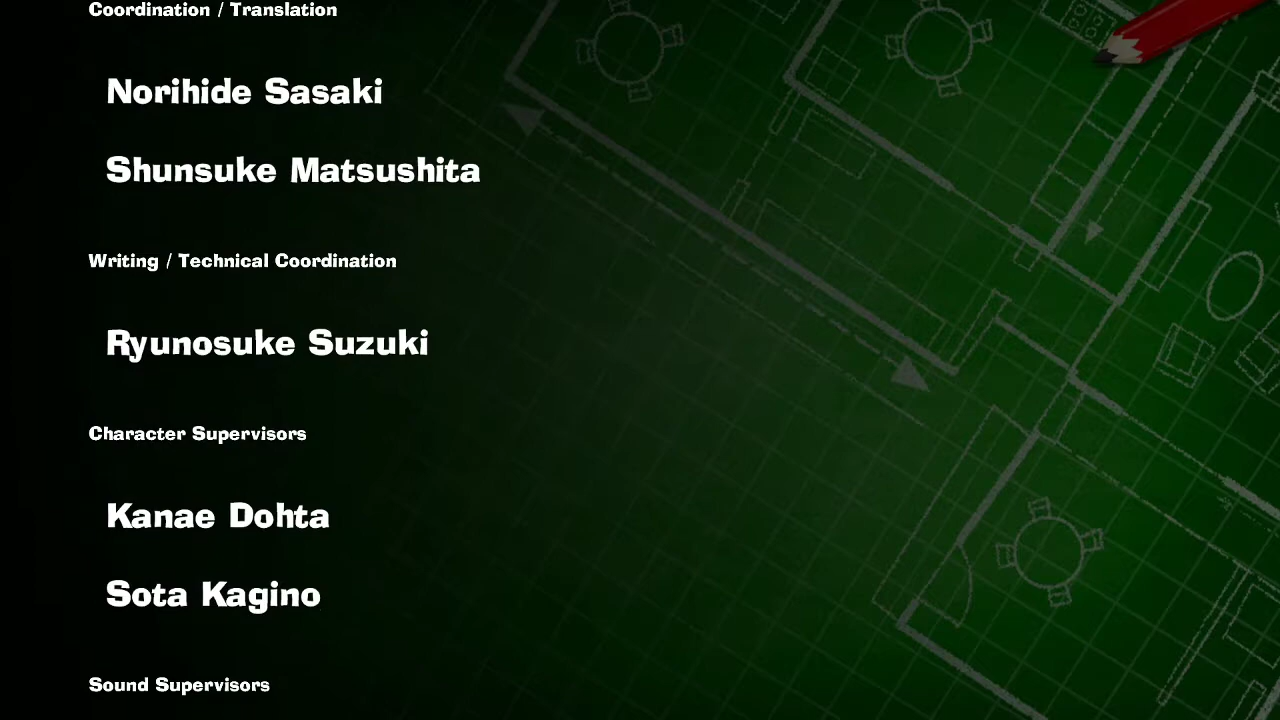 Coordination / Translation
Norihide Sasaki
Shunsuke Matsushita
Writing / Technical Coordination
Ryunosuke Suzuki
Character Supervisors
Kanae Dohta
Sota Kagino
Sound Supervisors